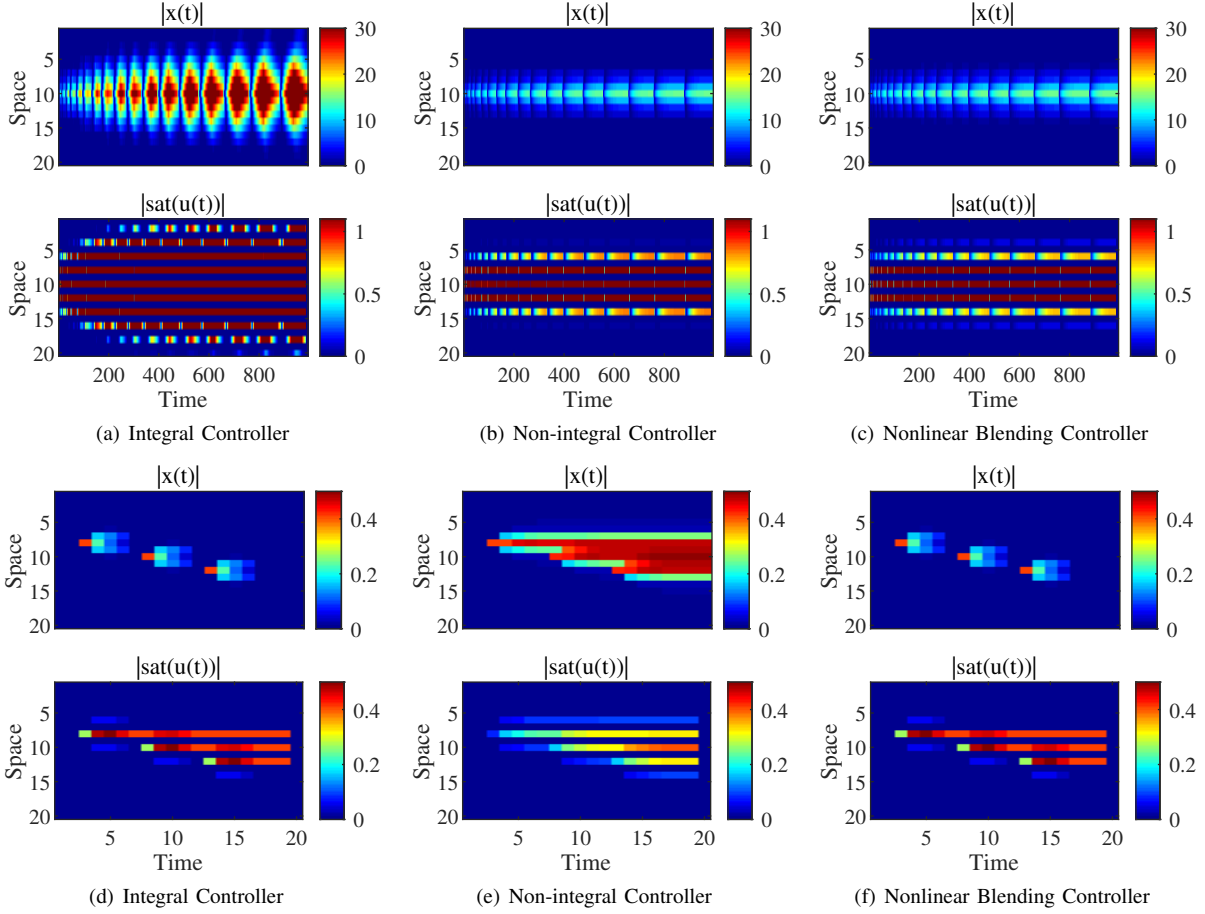 |x(t)|
|x(t)|
|x(t)|
Space
5
10
15
20
30
20
10
0
Space
5
10
15
20
30
20
10
0
Space
5
10
15
20
30
20
10
0
|sat(u(t))|
|sat(u(t))|
|sat(u(t))|
Space
5
10
15
20
1
0.5
0
Space
5
10
15
20
1
0.5
0
Space
5
10
15
20
1
0.5
0
200 400 600 800
200 400 600 800
200 400 600 800
Time
Time
Time
(a) Integral Controller
(b) Non-integral Controller
(c) Nonlinear Blending Controller
|x(t)|
|x(t)|
|x(t)|
Space
5
10
15
20
0.4
0.2
0
Space
5
10
15
20
0.4
0.2
0
Space
5
10
15
20
0.4
0.2
0
|sat(u(t))|
|sat(u(t))|
|sat(u(t))|
Space
5
10
15
20
0.4
0.2
0
Space
5
10
15
20
0.4
0.2
0
Space
5
10
15
20
0.4
0.2
0
5 10 15 20
5 10 15 20
5 10 15 20
Time
Time
Time
(d) Integral Controller
(e) Non-integral Controller
(f) Nonlinear Blending Controller